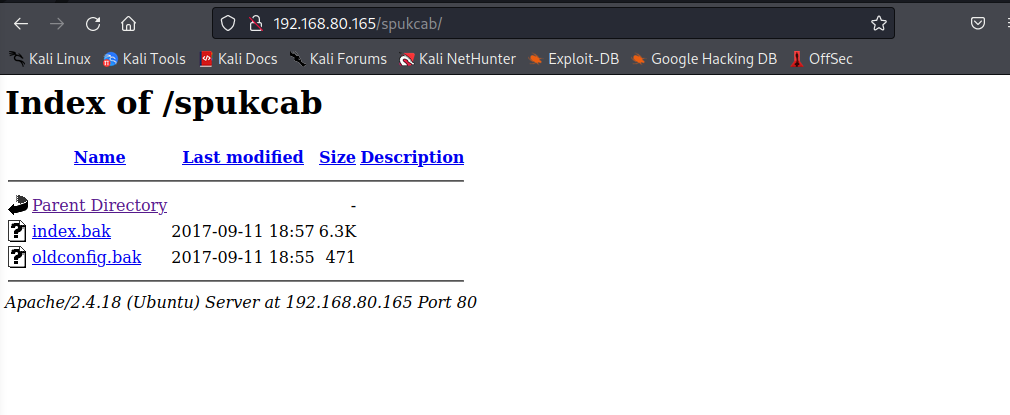 192.168.80.165/spukcab/
Kali Linux Kali Tools Kali Docs Kali Forums Kali NetHunter Exploit-DB Google Hacking DB OffSec
Index of /spukcab
Name Last modified Size Description
Parent Directory -
index.bak 2017-09-11 18:57 6.3K
oldconfig.bak 2017-09-11 18:55 471
Apache/2.4.18 (Ubuntu) Server at 192.168.80.165 Port 80